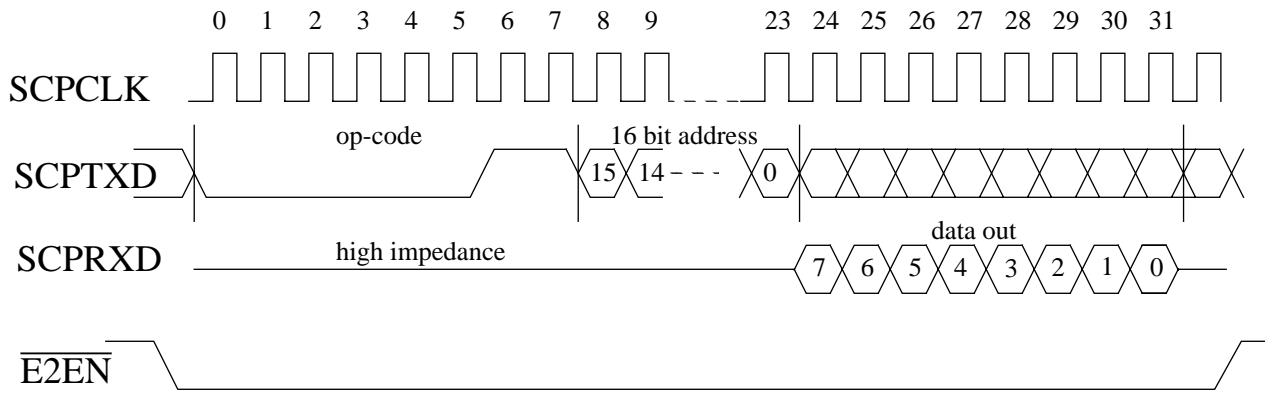 0 1 2 3 4 5 6 7 8 9 23 24 25 26 27 28 29 30 31
SCPCLK
op-code 16 bit address
SCPTXD 15 14 0
data out
SCPRXD high impedance 7 6 5 4 3 2 1 0
E2EN